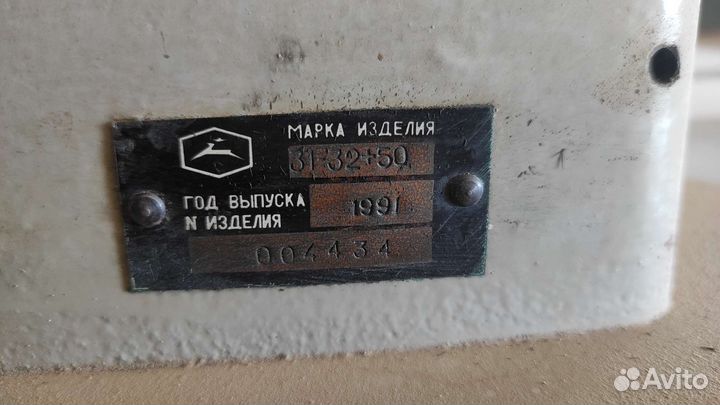 МАРКА ИЗДЕЛИЯ
31-32+50
ГОД ВЫПУСКА 1991
N ИЗДЕЛИЯ
004434
Avito